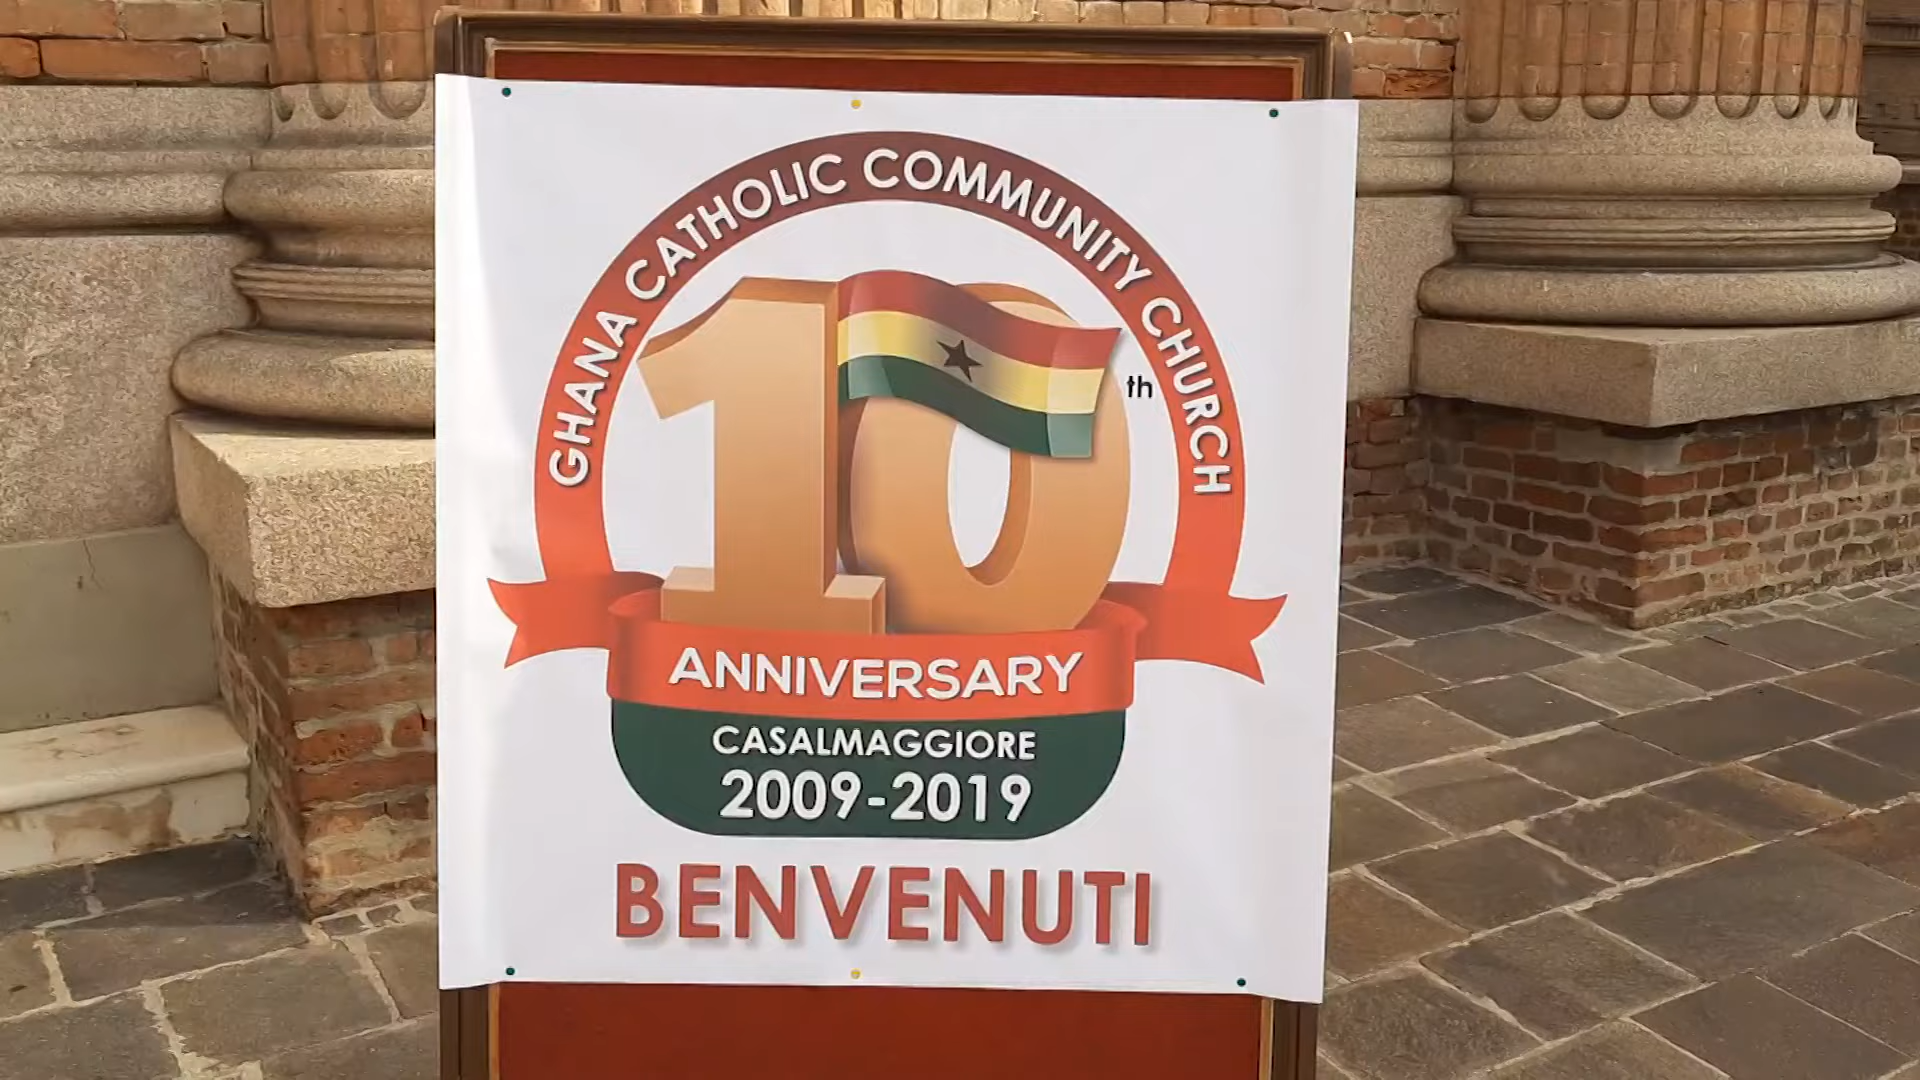 GHANA CATHOLIC COMMUNITY CHURCH
10th
ANNIVERSARY
CASALMAGGIORE
2009-2019
BENVENUTI